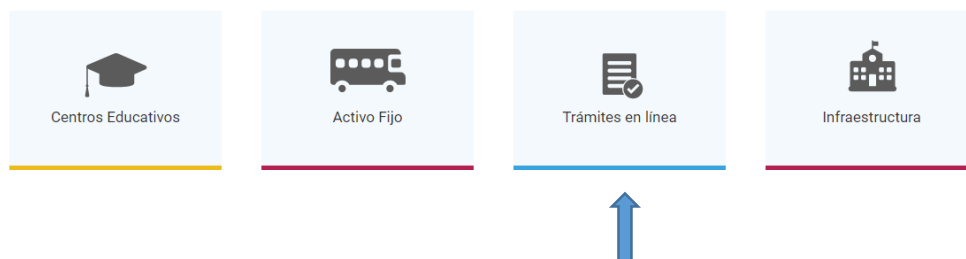 Centros Educativos
Activo Fijo
Trámites en línea
Infraestructura